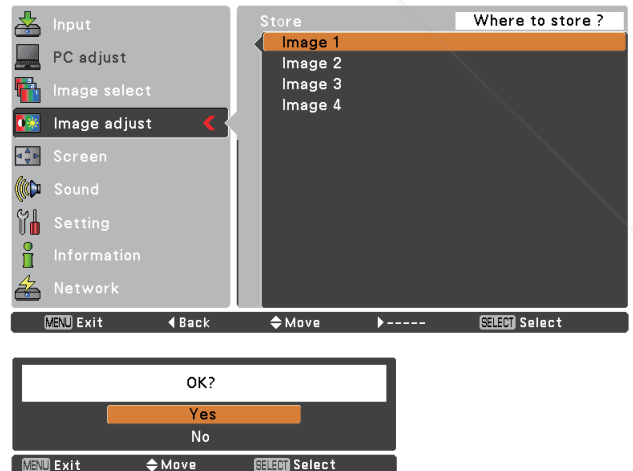 Input
PC adjust
Image select
Image adjust
Screen
Sound
Setting
Information
Network
Store
Where to store ?
Image 1
Image 2
Image 3
Image 4
MENU Exit Back Move ----- SELECT Select
OK?
Yes
No
MENU Exit Move SELECT Select